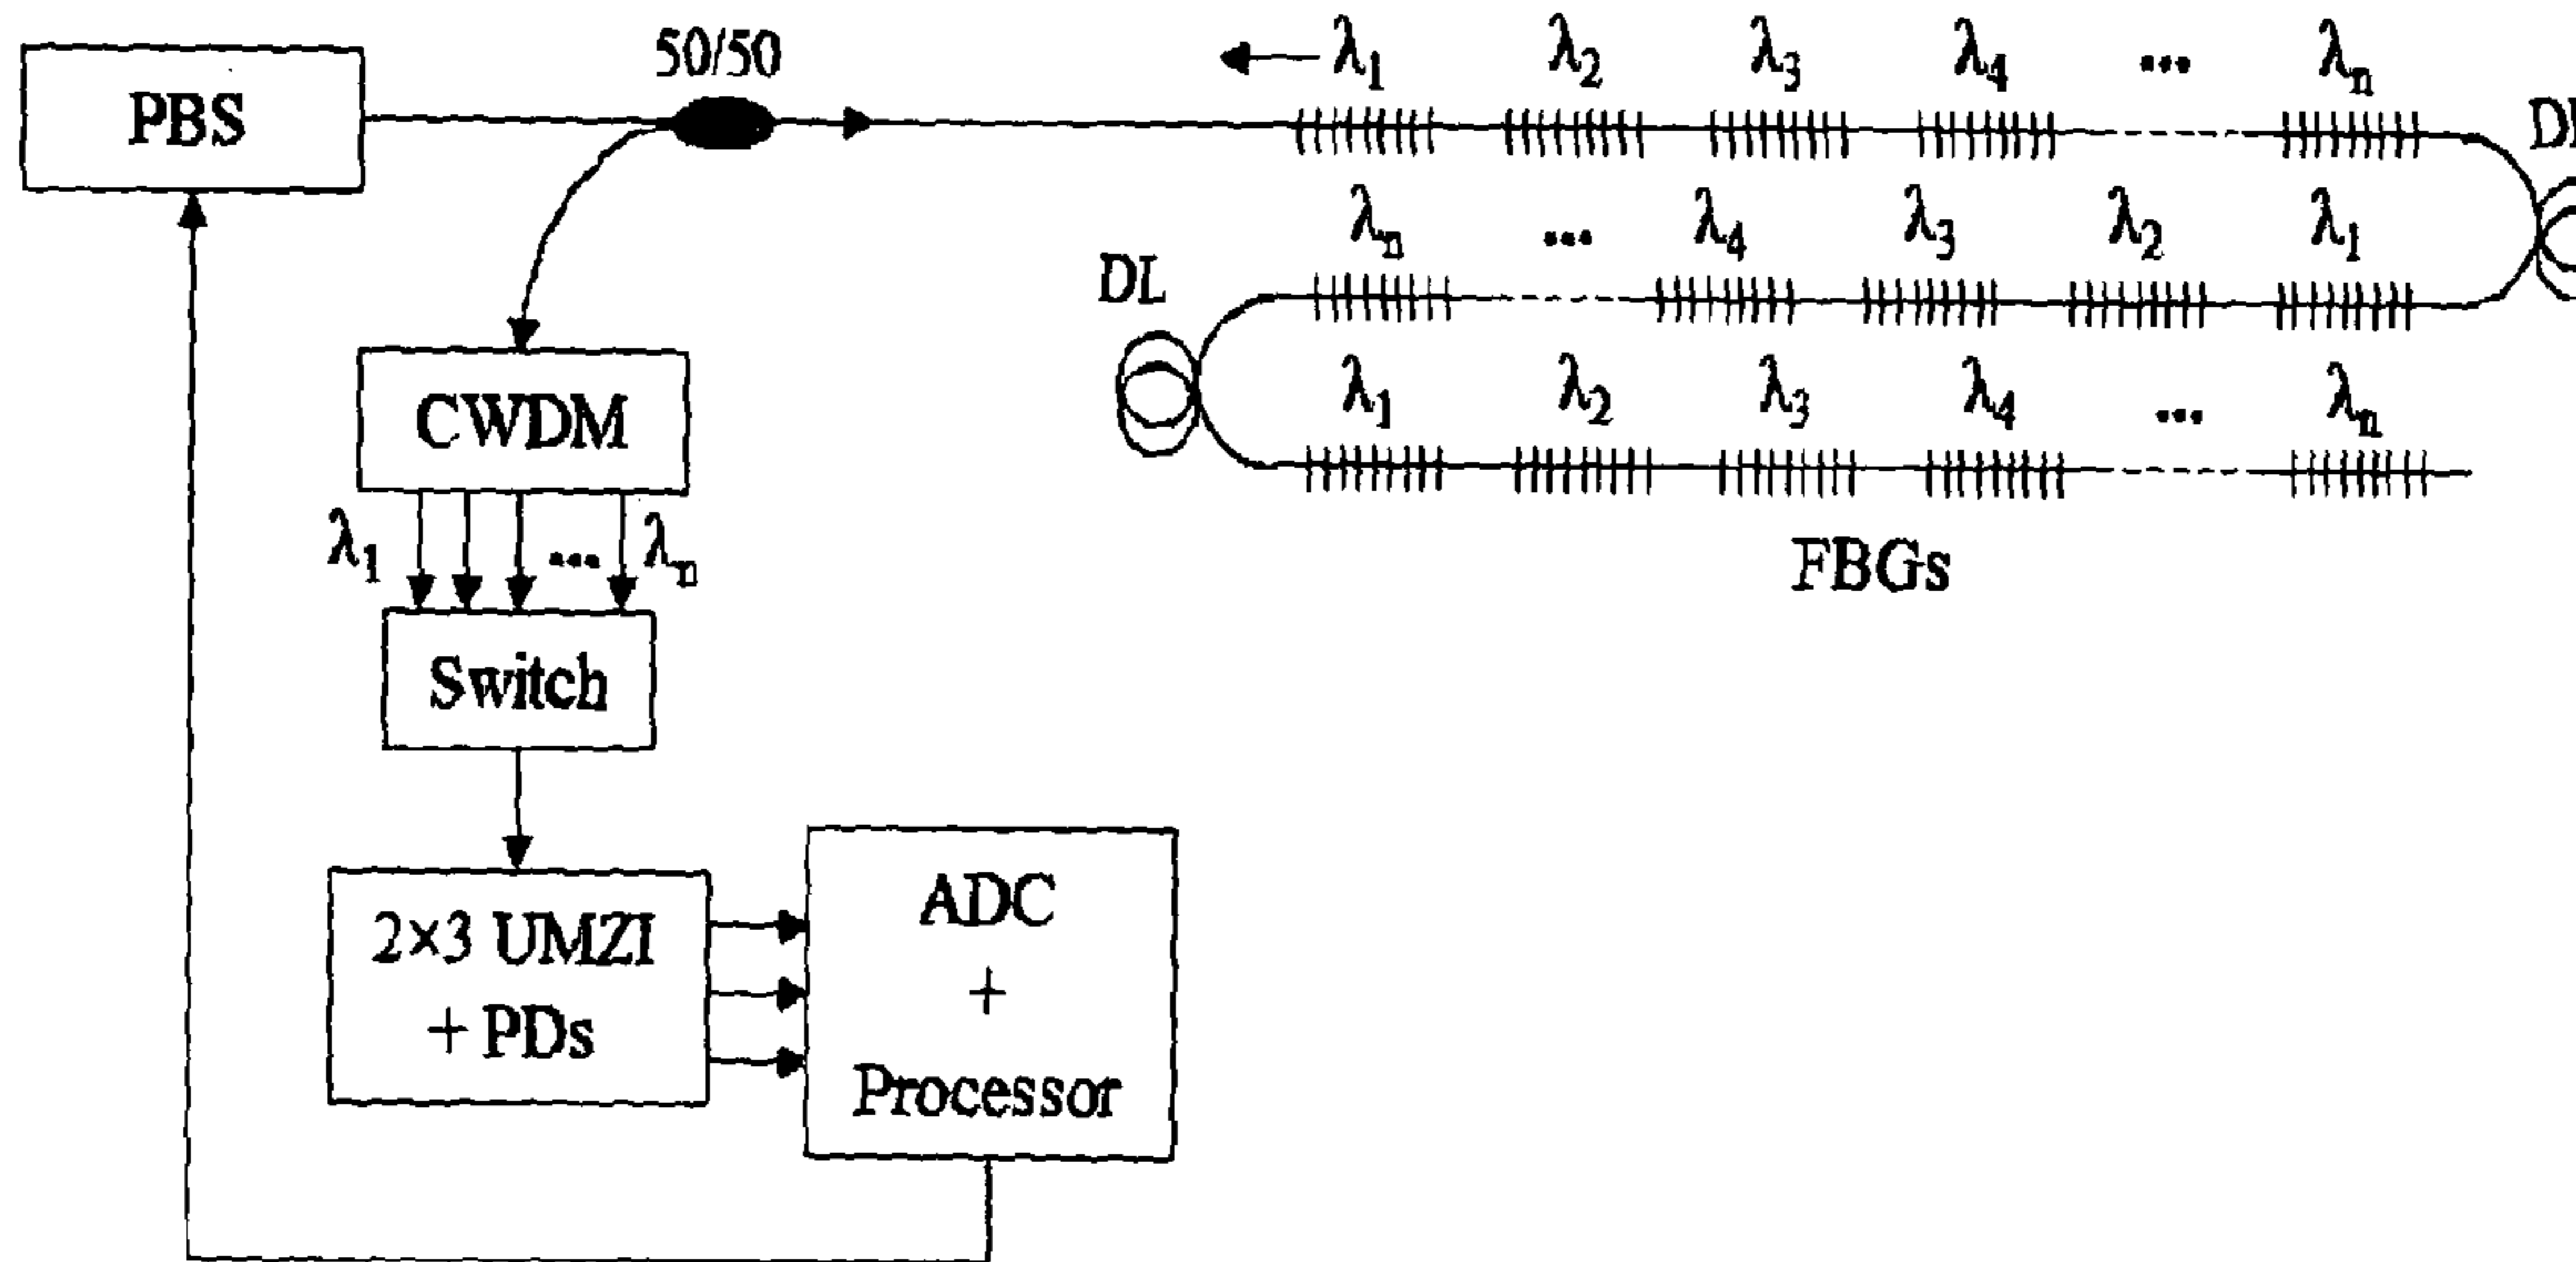 50/50
PBS
← λ₁ λ₂ λ₃ λ₄ ... λₙ
λₙ ... λ₄ λ₃ λ₂ λ₁
DL
λ₁ λ₂ λ₃ λ₄ ... λₙ
FBGs
CWDM
λ₁ ... λₙ
Switch
2×3 UMZI
+ PDs
ADC
+
Processor